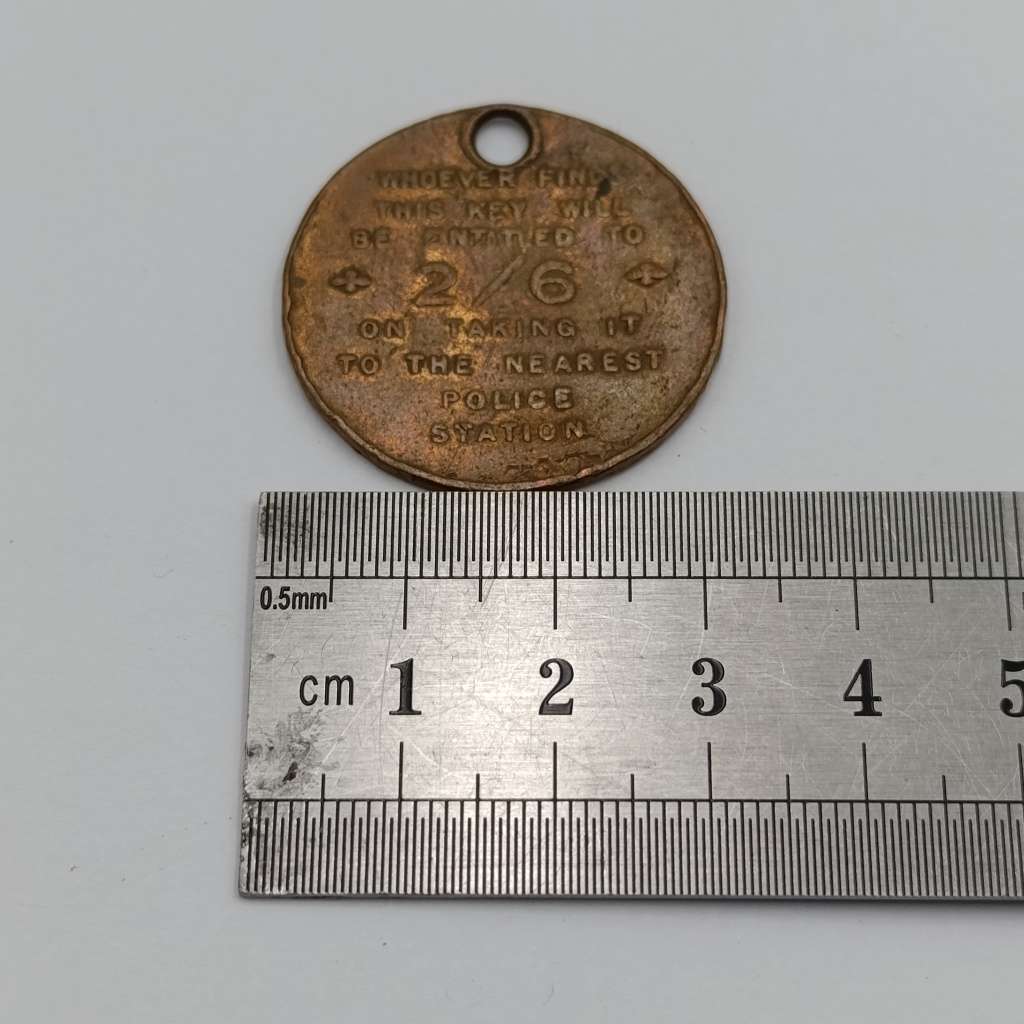 WHOEVER FINDS
THIS KEY WILL
BE ENTITLED TO
2/6
ON TAKING IT
TO THE NEAREST
POLICE
STATION
0.5mm
cm 1 2 3 4 5